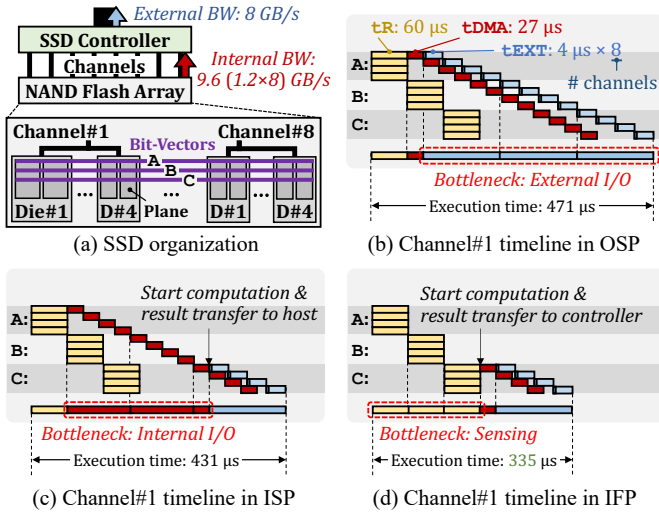 External BW: 8 GB/s
SSD Controller
Channels
Internal BW:
9.6 (1.2×8) GB/s
NAND Flash Array
Channel#1
Bit-Vectors
Channel#8
A
B
C
Die#1
...
D#4
...
D#1
...
D#4
Plane
(a) SSD organization
tR: 60 μs
tDMA: 27 μs
tEXT: 4 μs × 8
# channels
A:
B:
C:
Bottleneck: External I/O
Execution time: 471 μs
(b) Channel#1 timeline in OSP
Start computation &
result transfer to host
A:
B:
C:
Bottleneck: Internal I/O
Execution time: 431 μs
(c) Channel#1 timeline in ISP
Start computation &
result transfer to controller
A:
B:
C:
Bottleneck: Sensing
Execution time: 335 μs
(d) Channel#1 timeline in IFP